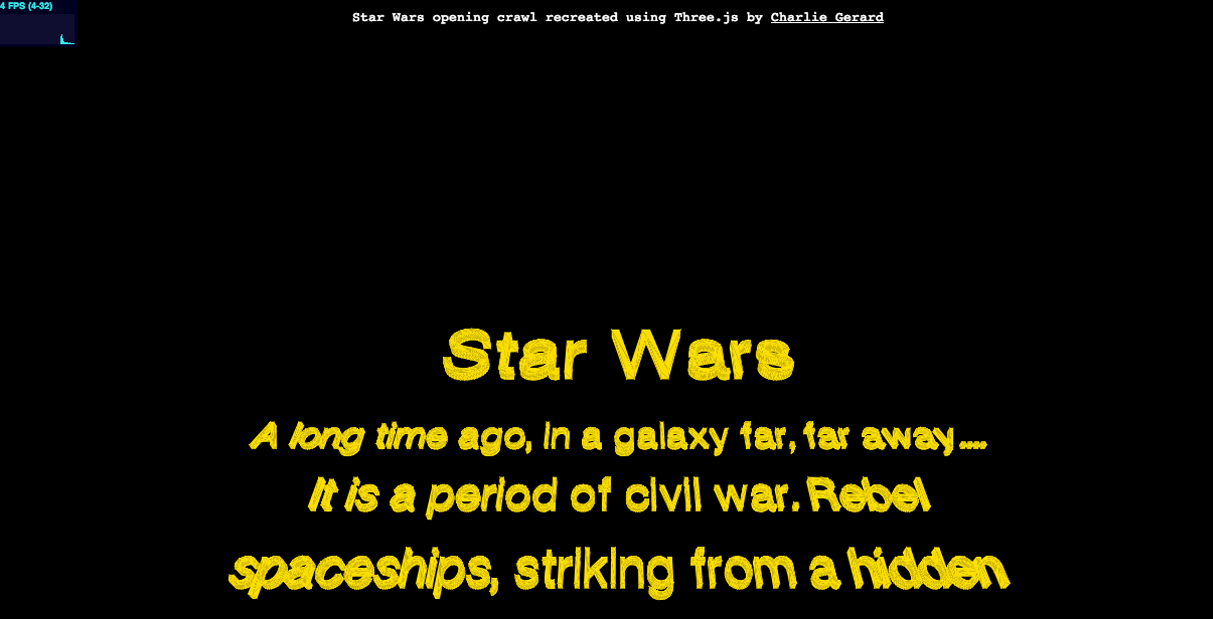 4 FPS (4-32)
Star Wars opening crawl recreated using Three.js by Charlie Gerard
Star Wars
A long time ago, in a galaxy far, far away....
It is a period of civil war. Rebel
spaceships, striking from a hidden